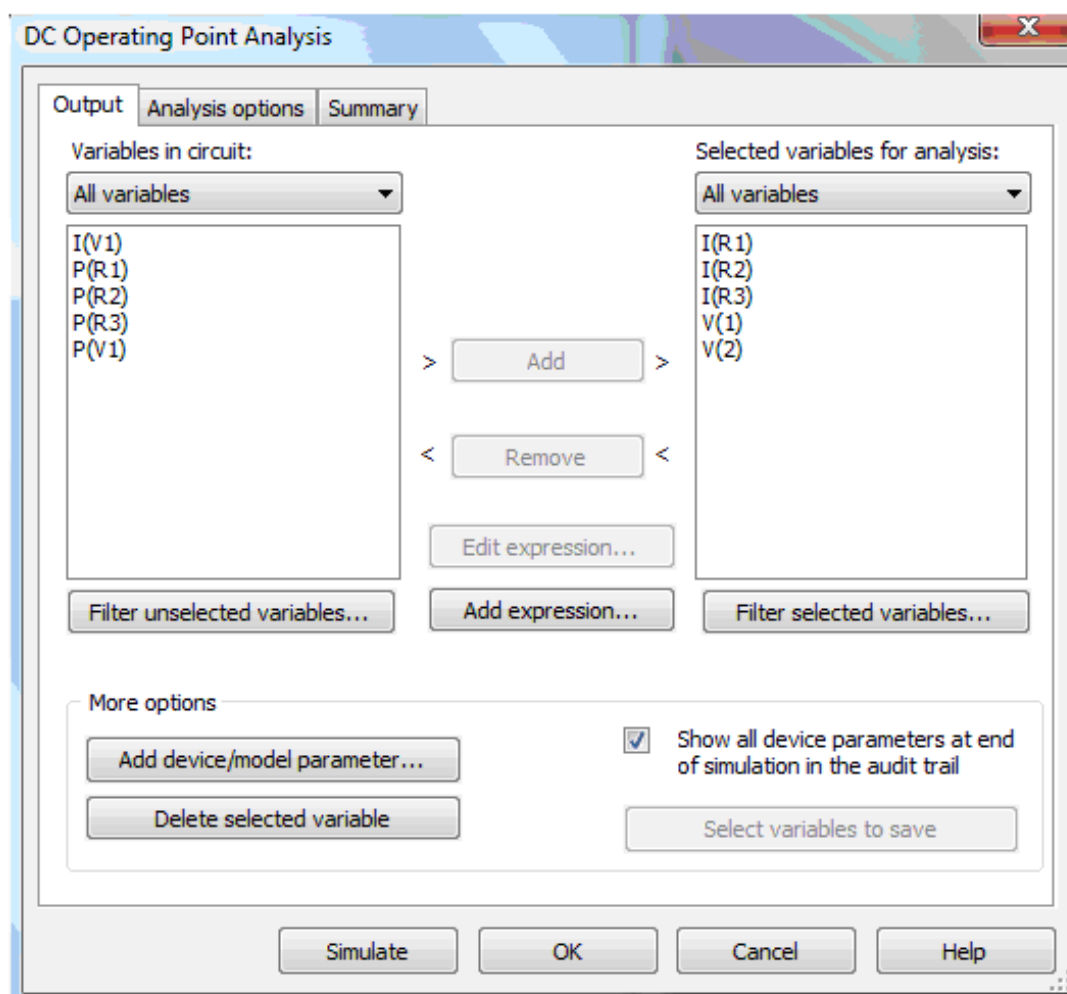 DC Operating Point Analysis
X
Output
Analysis options
Summary
Variables in circuit:
Selected variables for analysis:
All variables
All variables
I(V1)
P(R1)
P(R2)
P(R3)
P(V1)
I(R1)
I(R2)
I(R3)
V(1)
V(2)
> Add >
< Remove <
Edit expression...
Filter unselected variables...
Add expression...
Filter selected variables...
More options
Add device/model parameter...
Show all device parameters at end
of simulation in the audit trail
Delete selected variable
Select variables to save
Simulate
OK
Cancel
Help